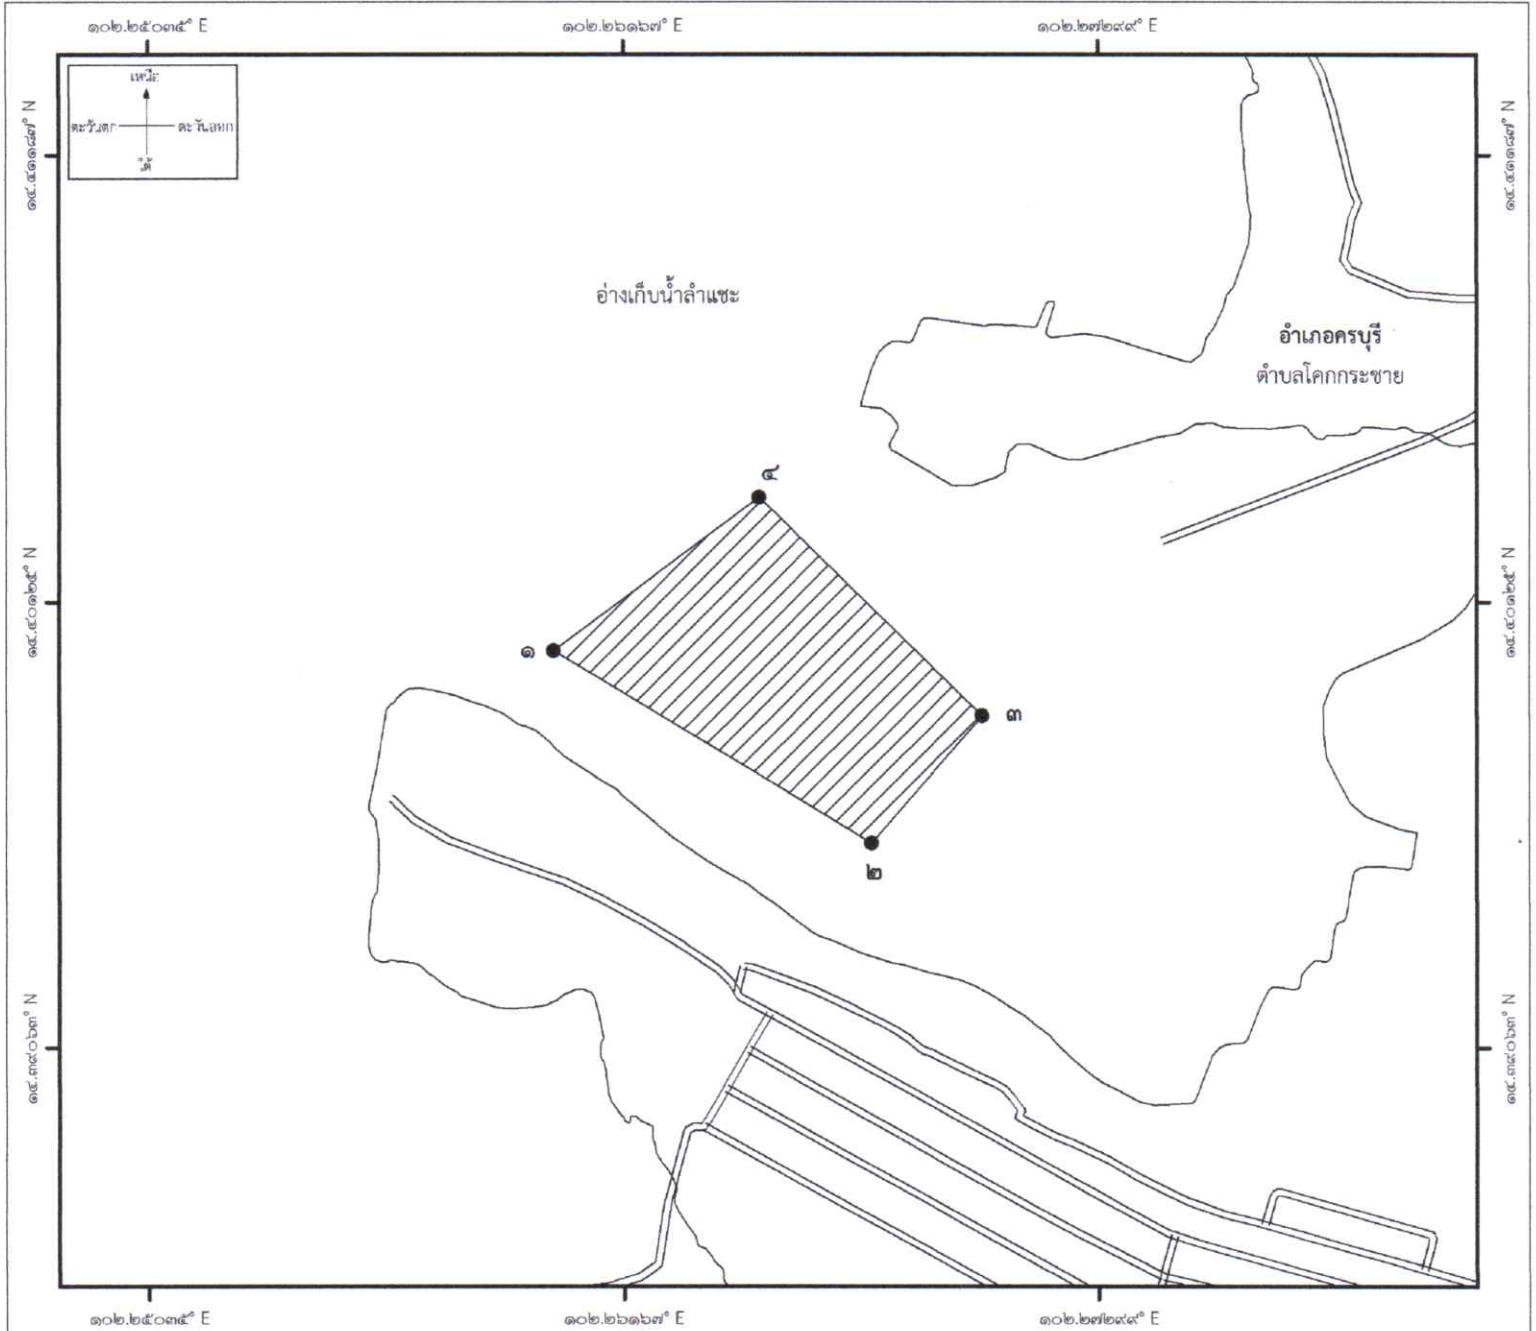 ๑๐๒.๒๕๐๓๕° E
๑๐๒.๒๖๑๖๗° E
๑๐๒.๒๗๒๙๙° E
เหนือ
ตะวันตก
ตะวันออก
ใต้
๑๔.๔๑๑๘๗° N
๑๔.๔๑๑๘๗° N
อ่างเก็บน้ำลำแชะ
อำเภอครบุรี
ตำบลโคกกระชาย
๔
๑๔.๔๐๑๒๕° N
๑๔.๔๐๑๒๕° N
๑
๓
๒
๑๔.๓๙๐๖๓° N
๑๔.๓๙๐๖๓° N
๑๐๒.๒๕๐๓๕° E
๑๐๒.๒๖๑๖๗° E
๑๐๒.๒๗๒๙๙° E